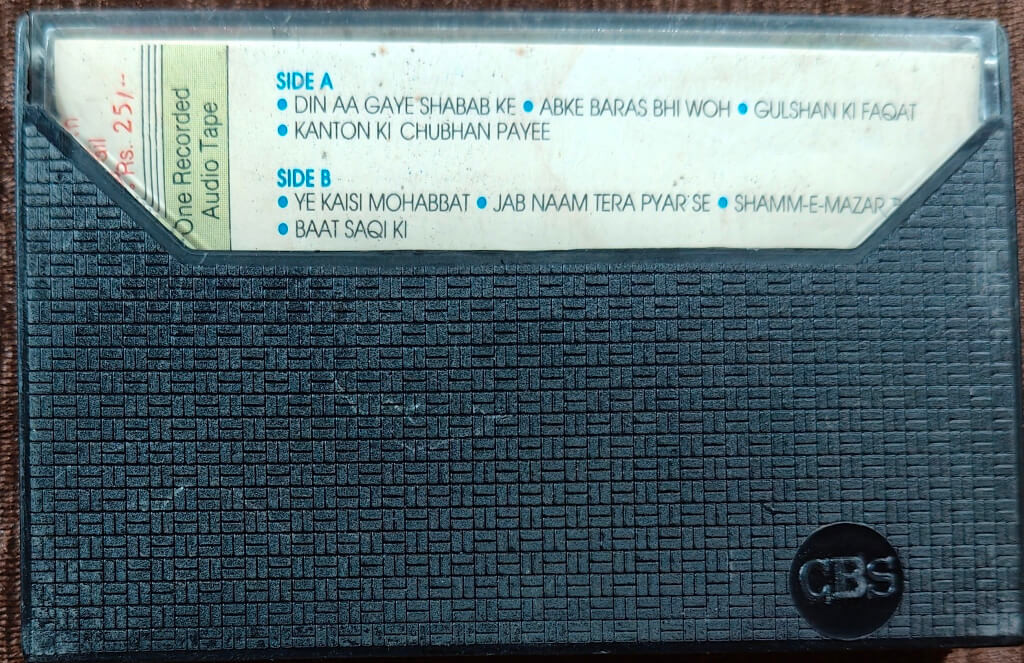 SIDE A
• DIN AA GAYE SHABAB KE • ABKE BARAS BHI WOH • GULSHAN KI FAQAT
• KANTON KI CHUBHAN PAYEE
SIDE B
• YE KAISI MOHABBAT • JAB NAAM TERA PYAR SE • SHAMM-E-MAZAR
• BAAT SAQI KI
Rs. 25/-
One Recorded
Audio Tape
CBS